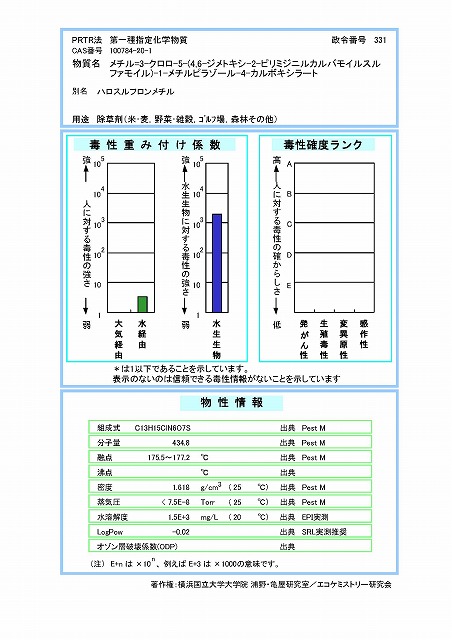 PRTR法 第一種指定化学物質 政令番号 331
CAS番号 100784-20-1
物質名 メチル=3-クロロ-5-(4,6-ジメトキシ-2-ピリミジニルカルバモイルスル
ファモイル)-1-メチルピラゾール-4-カルボキシラート
別名 ハロスルフロンメチル
用途 除草剤(米・麦, 野菜・雑穀, ゴルフ場, 森林その他)
毒性重み付け係数
強 10^5 10^4 10^3 10^2 10 1 弱
人に対する毒性の強さ
大気経由 水経由
強 10^5 10^4 10^3 10^2 10 1 弱
水生生物に対する毒性の強さ
水生生物
毒性確度ランク
高 A B C D E 低
人に対する毒性の確からしさ
発がん性 生殖毒性 変異原性 感作性
*は1以下であることを示しています。
表示のないのは信頼できる毒性情報がないことを示しています
物性情報
組成式 C13H15ClN6O7S 出典 Pest M
分子量 434.8 出典 Pest M
融点 175.5~177.2 ℃ 出典 Pest M
沸点 ℃ 出典
密度 1.618 g/cm3 (25 ℃) 出典 Pest M
蒸気圧 <7.5E-8 Torr (25 ℃) 出典 Pest M
水溶解度 1.5E+3 mg/L (20 ℃) 出典 EPI実測
LogPow -0.02 出典 SRL実測推奨
オゾン層破壊係数(ODP) 出典
(注) E+n は ×10^n、例えば E+3 は ×1000の意味です。
著作権:横浜国立大学大学院 浦野・亀屋研究室/エコケミストリー研究会